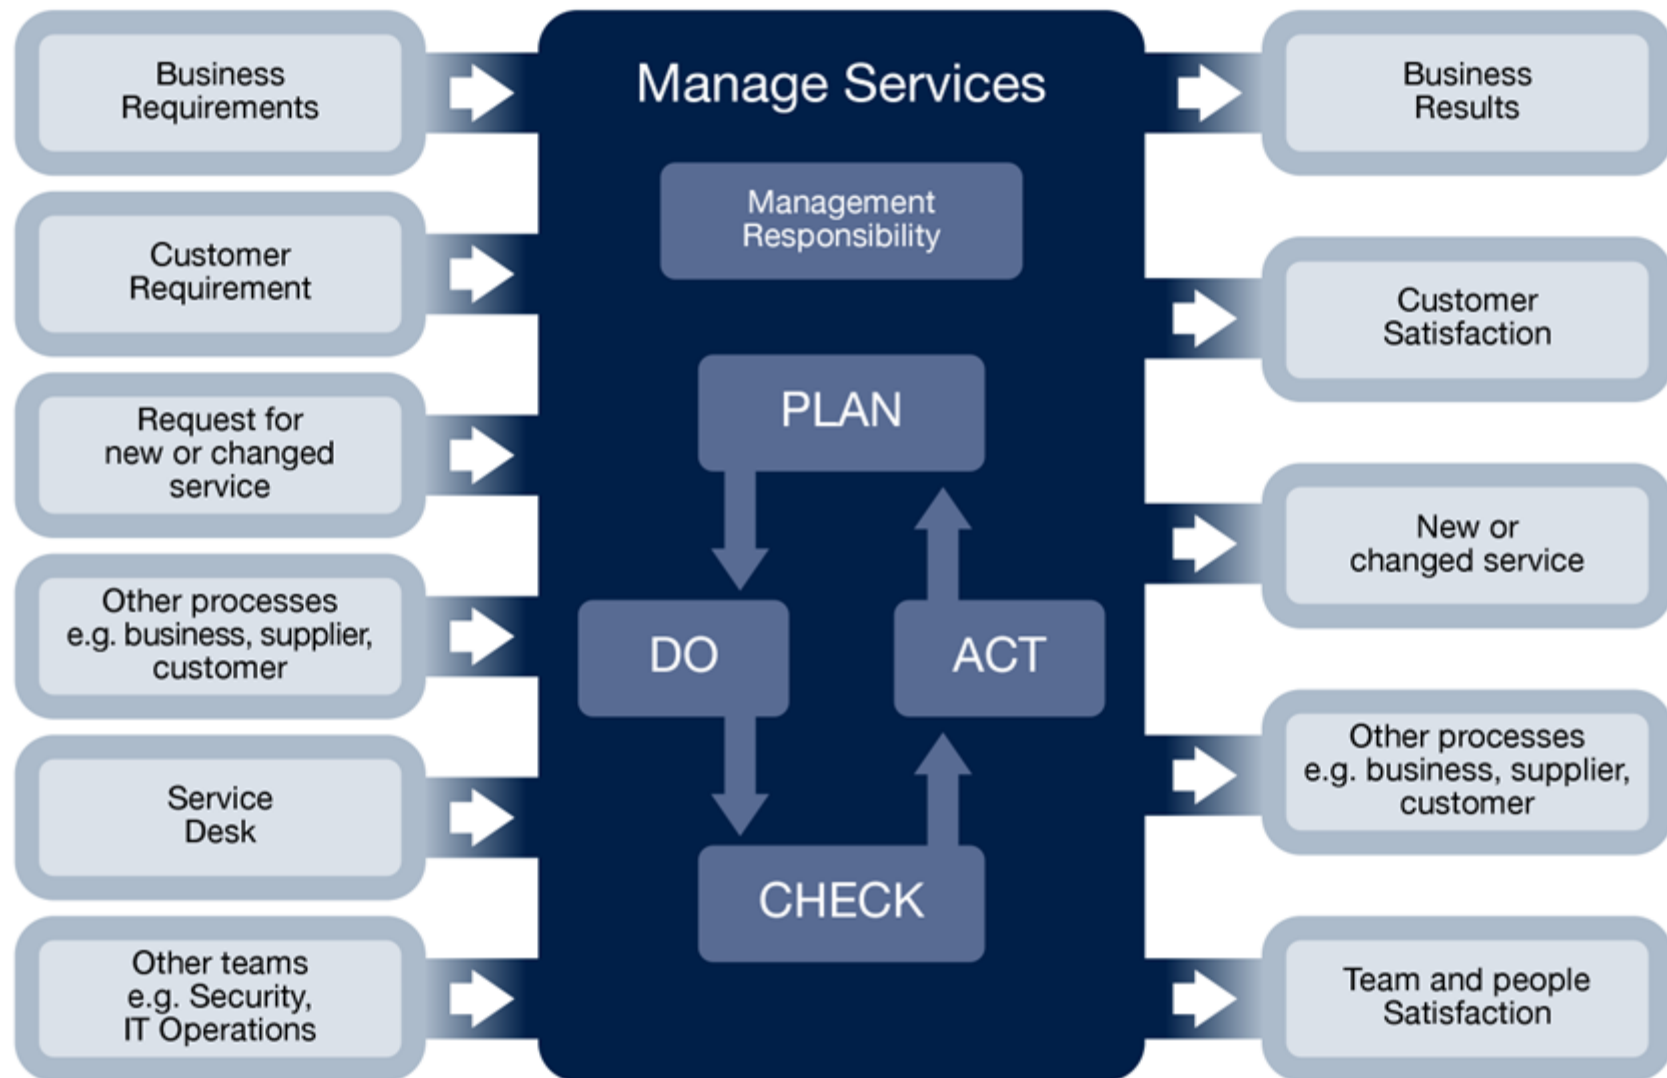 Business
Requirements
Customer
Requirement
Request for
new or changed
service
Other processes
e.g. business, supplier,
customer
Service
Desk
Other teams
e.g. Security,
IT Operations
Manage Services
Management
Responsibility
PLAN
DO
ACT
CHECK
Business
Results
Customer
Satisfaction
New or
changed service
Other processes
e.g. business, supplier,
customer
Team and people
Satisfaction